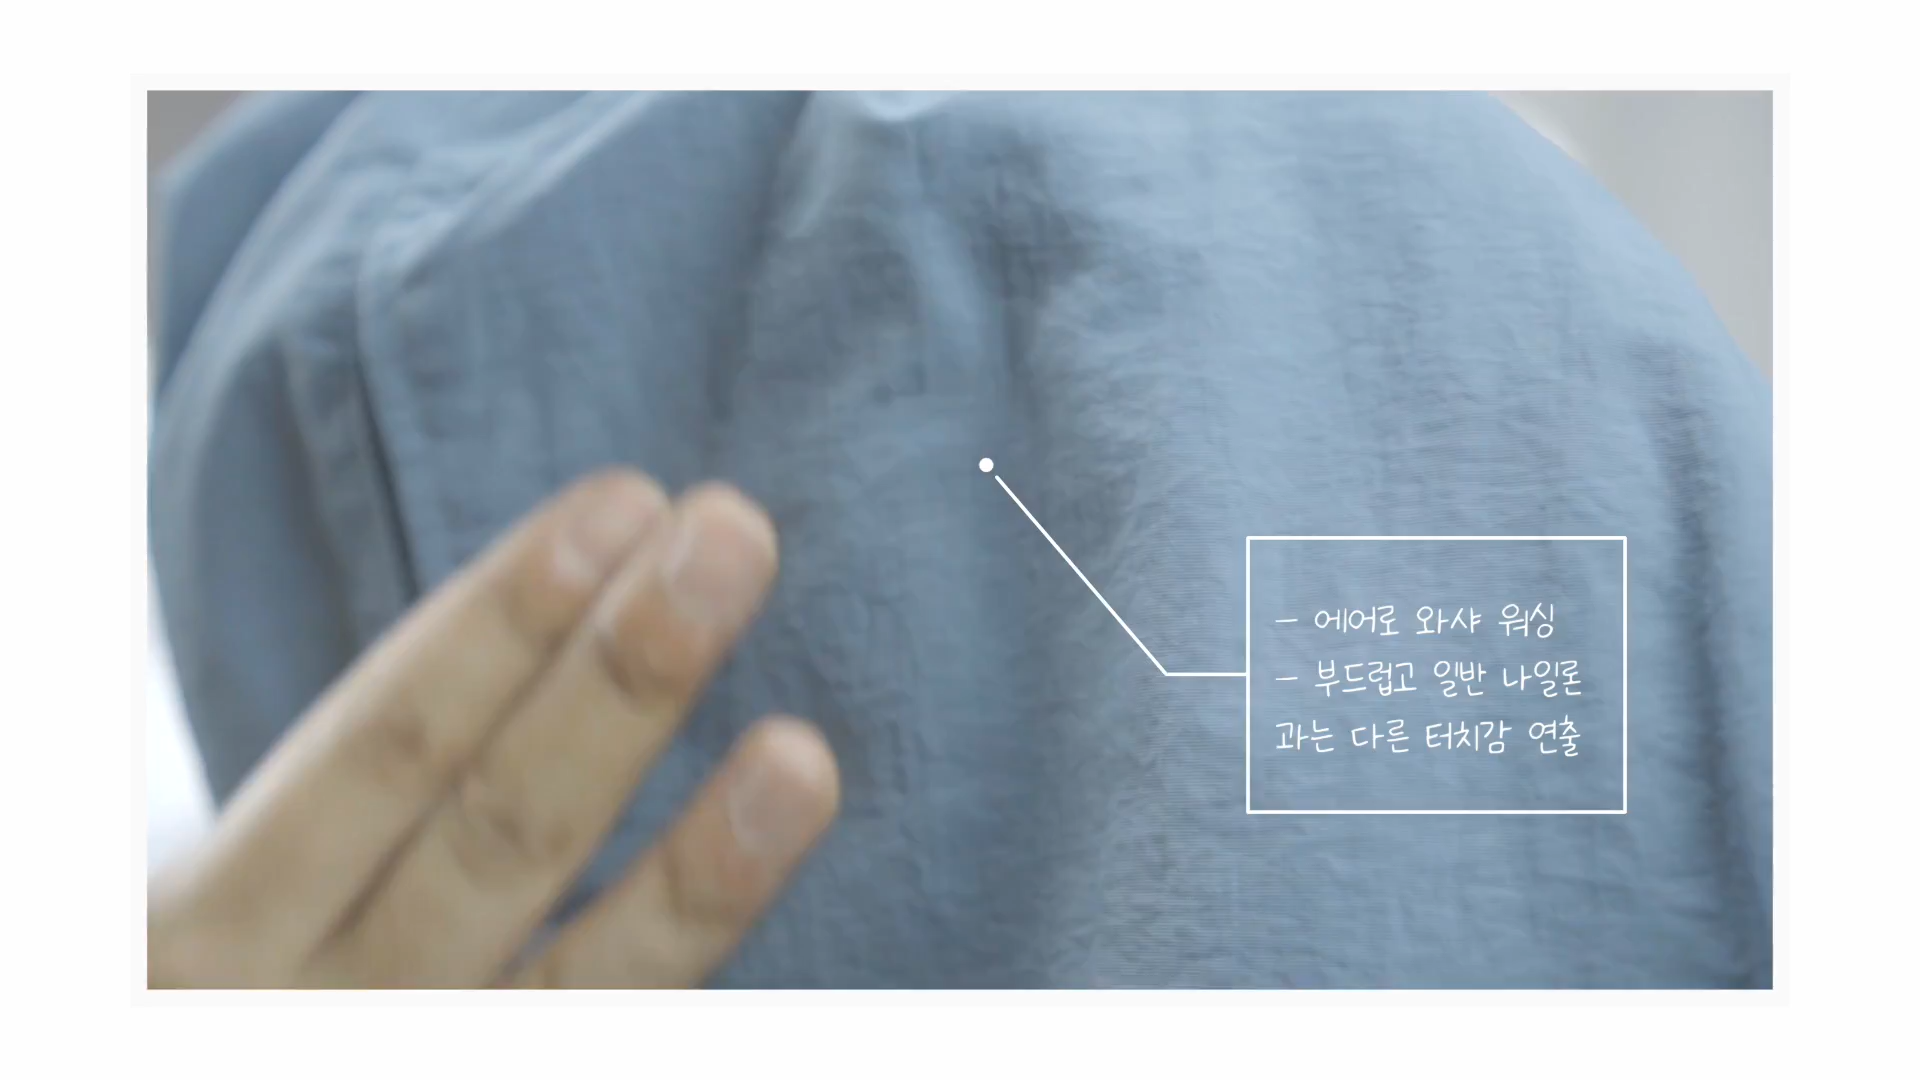 - 에어로 와샤 워싱
- 부드럽고 일반 나일론
과는 다른 터치감 연출